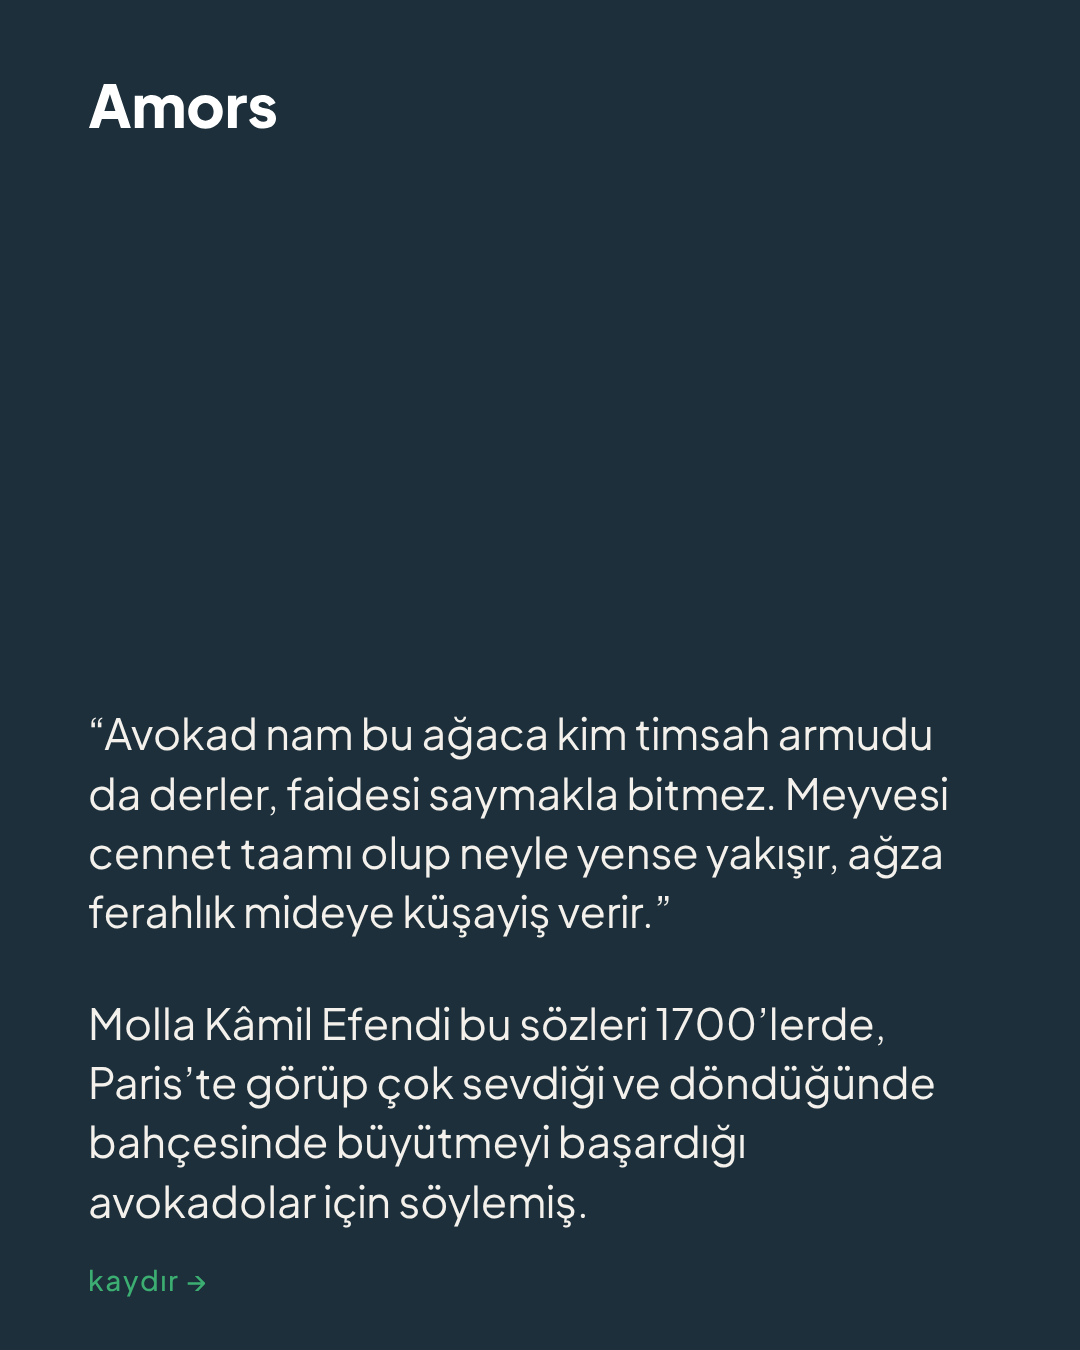 Amors
“Avokad nam bu ağaca kim timsah armudu
da derler, faidesi saymakla bitmez. Meyvesi
cennet taamı olup neyle yense yakışır, ağza
ferahlık mideye küşayiş verir.”
Molla Kâmil Efendi bu sözleri 1700’lerde,
Paris’te görüp çok sevdiği ve döndüğünde
bahçesinde büyütmeyi başardığı
avokadolar için söylemiş.
kaydır →